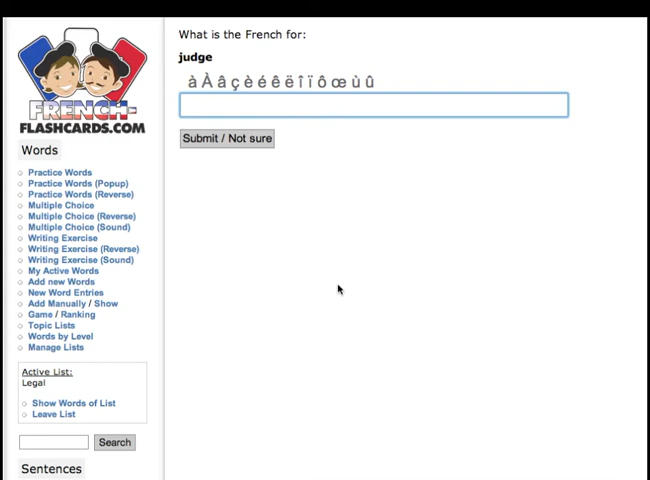 FRENCH-
FLASHCARDS.COM
Words
Practice Words
Practice Words (Popup)
Practice Words (Reverse)
Multiple Choice
Multiple Choice (Reverse)
Multiple Choice (Sound)
Writing Exercise
Writing Exercise (Reverse)
Writing Exercise (Sound)
My Active Words
Add new Words
New Word Entries
Add Manually / Show
Game / Ranking
Topic Lists
Words by Level
Manage Lists
Active List:
Legal
Show Words of List
Leave List
Search
Sentences
What is the French for:
judge
à À â ç è é ê ë î ï ô œ ù û
Submit / Not sure